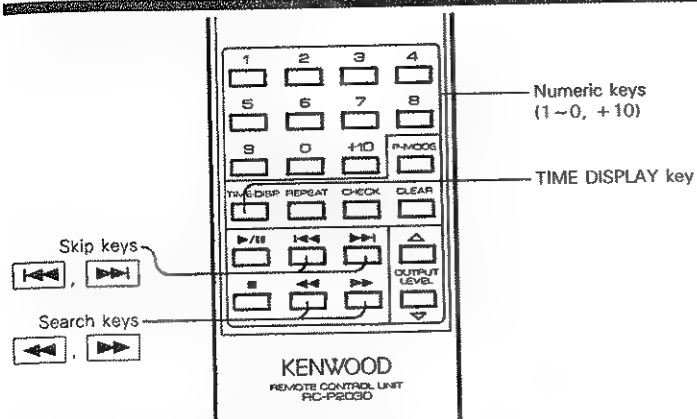 1 2 3 4
Numeric keys
(1~0, +10)
5 6 7 8
9 0 +10 P-MODE
TIME DISPLAY key
TIME DISP. REPEAT CHECK CLEAR
Skip keys
OUTPUT
LEVEL
Search keys
KENWOOD
REMOTE CONTROL UNIT
RC-P2030